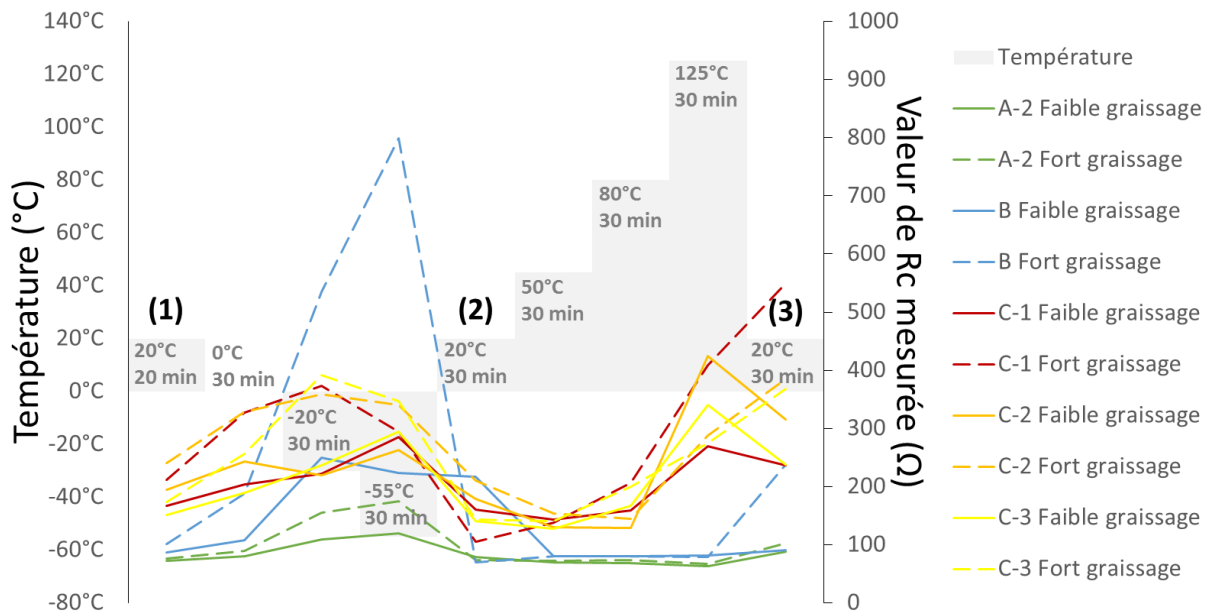 140°C
120°C
100°C
80°C
60°C
40°C
20°C
0°C
-20°C
-40°C
-60°C
-80°C
Température (°C)
(1)
20°C
20 min
0°C
30 min
-20°C
30 min
-55°C
30 min
(2)
20°C
30 min
50°C
30 min
80°C
30 min
125°C
30 min
(3)
20°C
30 min
1000
900
800
700
600
500
400
300
200
100
0
Valeur de Rc mesurée (Ω)
Température
A-2 Faible graissage
A-2 Fort graissage
B Faible graissage
B Fort graissage
C-1 Faible graissage
C-1 Fort graissage
C-2 Faible graissage
C-2 Fort graissage
C-3 Faible graissage
C-3 Fort graissage